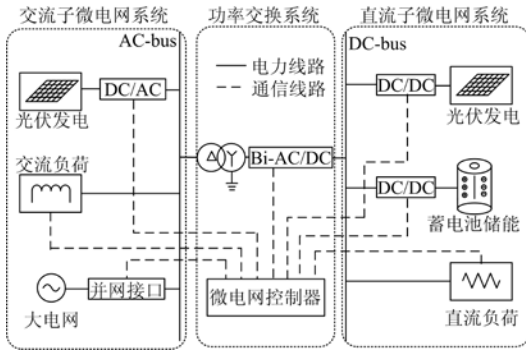 交流子微电网系统
功率交换系统
直流子微电网系统
AC-bus
DC/AC
光伏发电
交流负荷
大电网
并网接口
电力线路
通信线路
Bi-AC/DC
微电网控制器
DC-bus
DC/DC
光伏发电
DC/DC
蓄电池储能
直流负荷